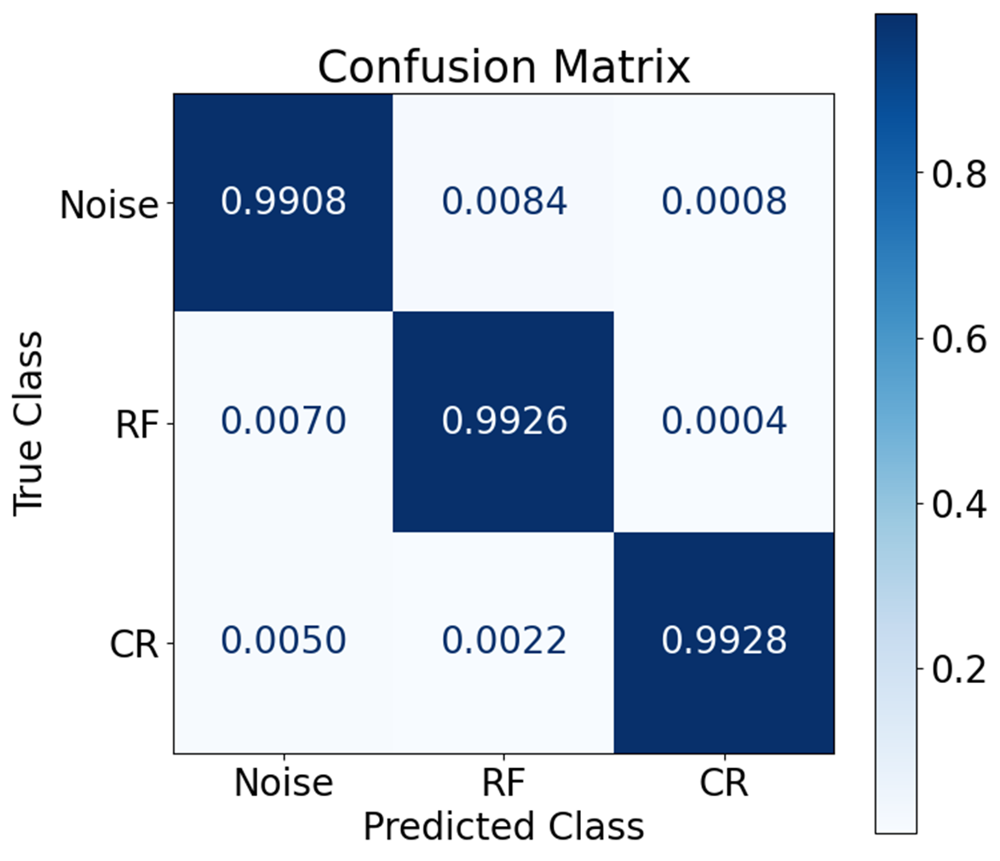 Confusion Matrix
True Class
Noise 0.9908 0.0084 0.0008
RF 0.0070 0.9926 0.0004
CR 0.0050 0.0022 0.9928
Noise RF CR
Predicted Class
0.8
0.6
0.4
0.2